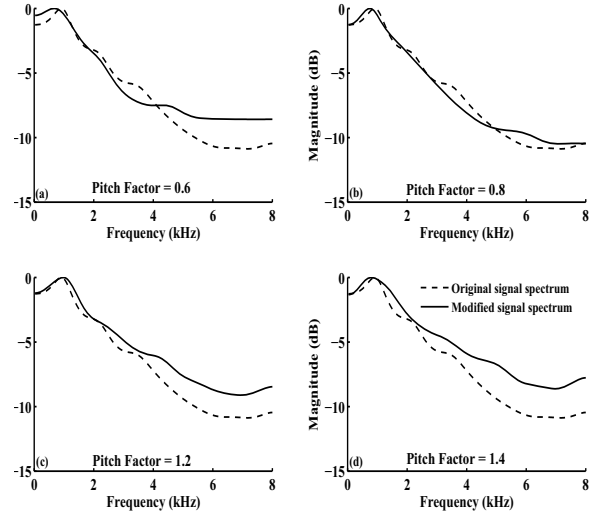 0
−5
−10
−15
(a)
Pitch Factor = 0.6
0 2 4 6 8
Frequency (kHz)
Magnitude (dB)
0
−5
−10
−15
(b)
Pitch Factor = 0.8
0 2 4 6 8
Frequency (kHz)
0
−5
−10
−15
(c)
Pitch Factor = 1.2
0 2 4 6 8
Frequency (kHz)
Magnitude (dB)
0
−5
−10
−15
Original signal spectrum
Modified signal spectrum
(d)
Pitch Factor = 1.4
0 2 4 6 8
Frequency (kHz)